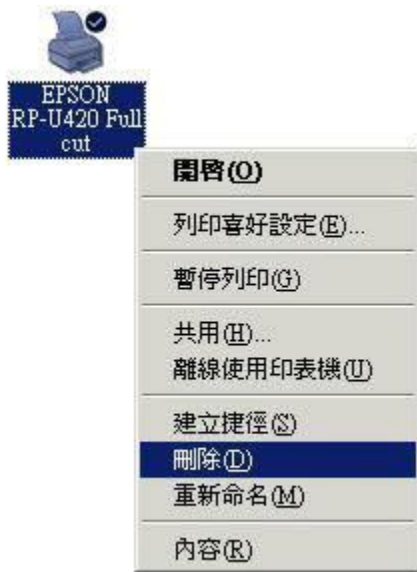 EPSON
RP-U420 Full
cut
開啓(O)
列印喜好設定(E)...
暫停列印(G)
共用(H)...
離線使用印表機(U)
建立捷徑(S)
刪除(D)
重新命名(M)
內容(R)